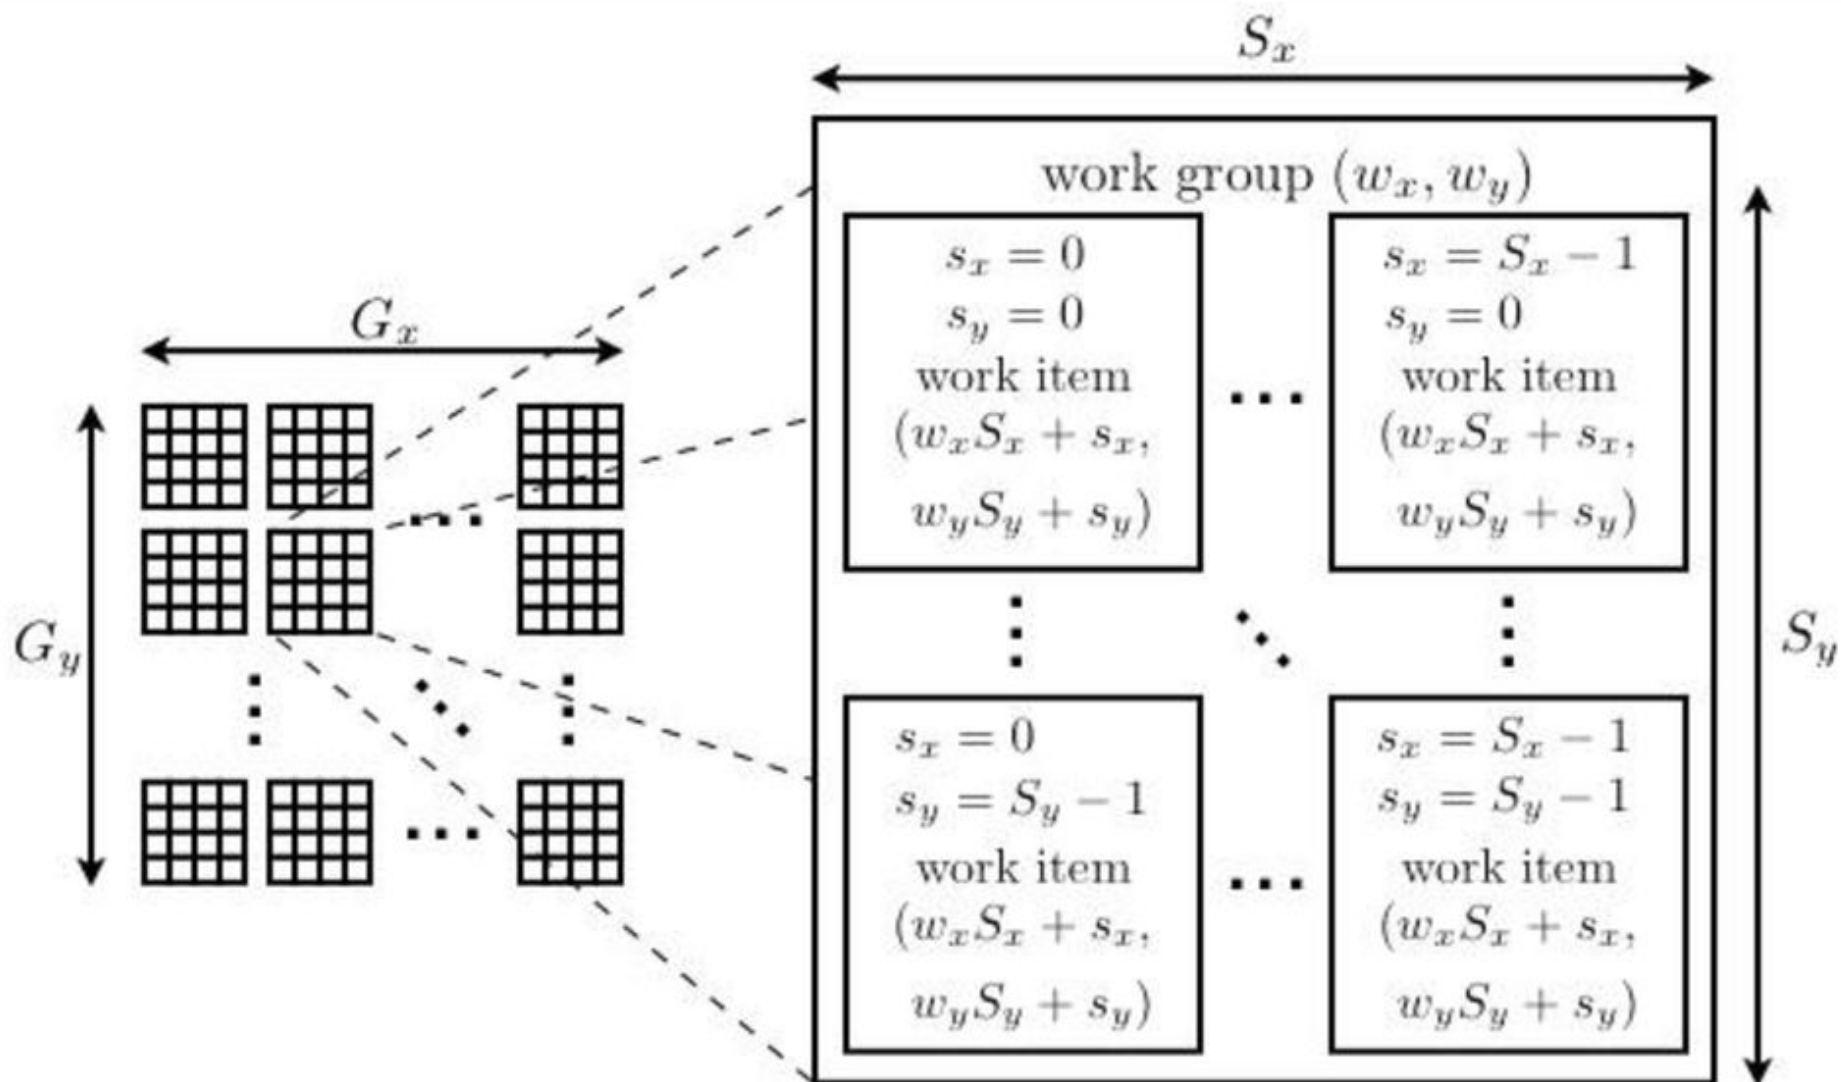 S_x
work group (w_x, w_y)
s_x = 0
s_y = 0
work item
(w_xS_x + s_x,
w_yS_y + s_y)
s_x = S_x − 1
s_y = 0
work item
(w_xS_x + s_x,
w_yS_y + s_y)
G_x
G_y
S_y
s_x = 0
s_y = S_y − 1
work item
(w_xS_x + s_x,
w_yS_y + s_y)
s_x = S_x − 1
s_y = S_y − 1
work item
(w_xS_x + s_x,
w_yS_y + s_y)